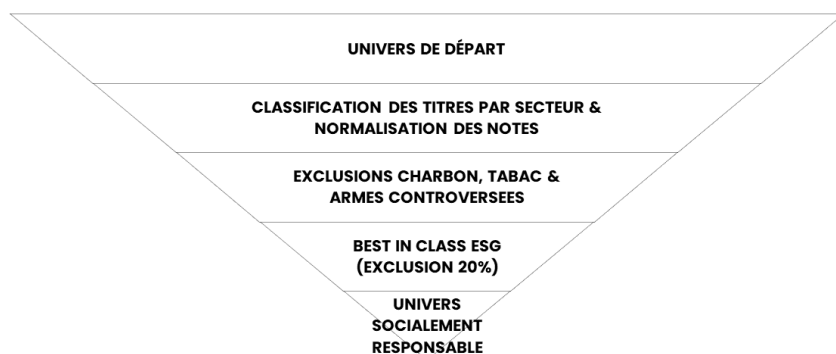 UNIVERS DE DÉPART
CLASSIFICATION DES TITRES PAR SECTEUR &
NORMALISATION DES NOTES
EXCLUSIONS CHARBON, TABAC &
ARMES CONTROVERSEES
BEST IN CLASS ESG
(EXCLUSION 20%)
UNIVERS
SOCIALEMENT
RESPONSABLE